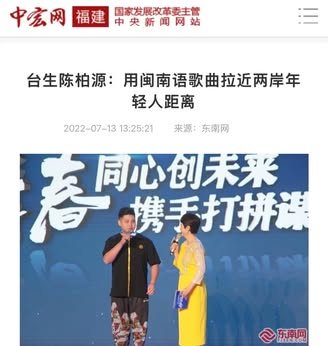 中宏网 福建 国家发展改革委主管
中央新闻网站
台生陈柏源：用闽南语歌曲拉近两岸年
轻人距离
2022-07-13 13:25:21 来源：东南网
春 同心创未来
携手打拼谋
东南网